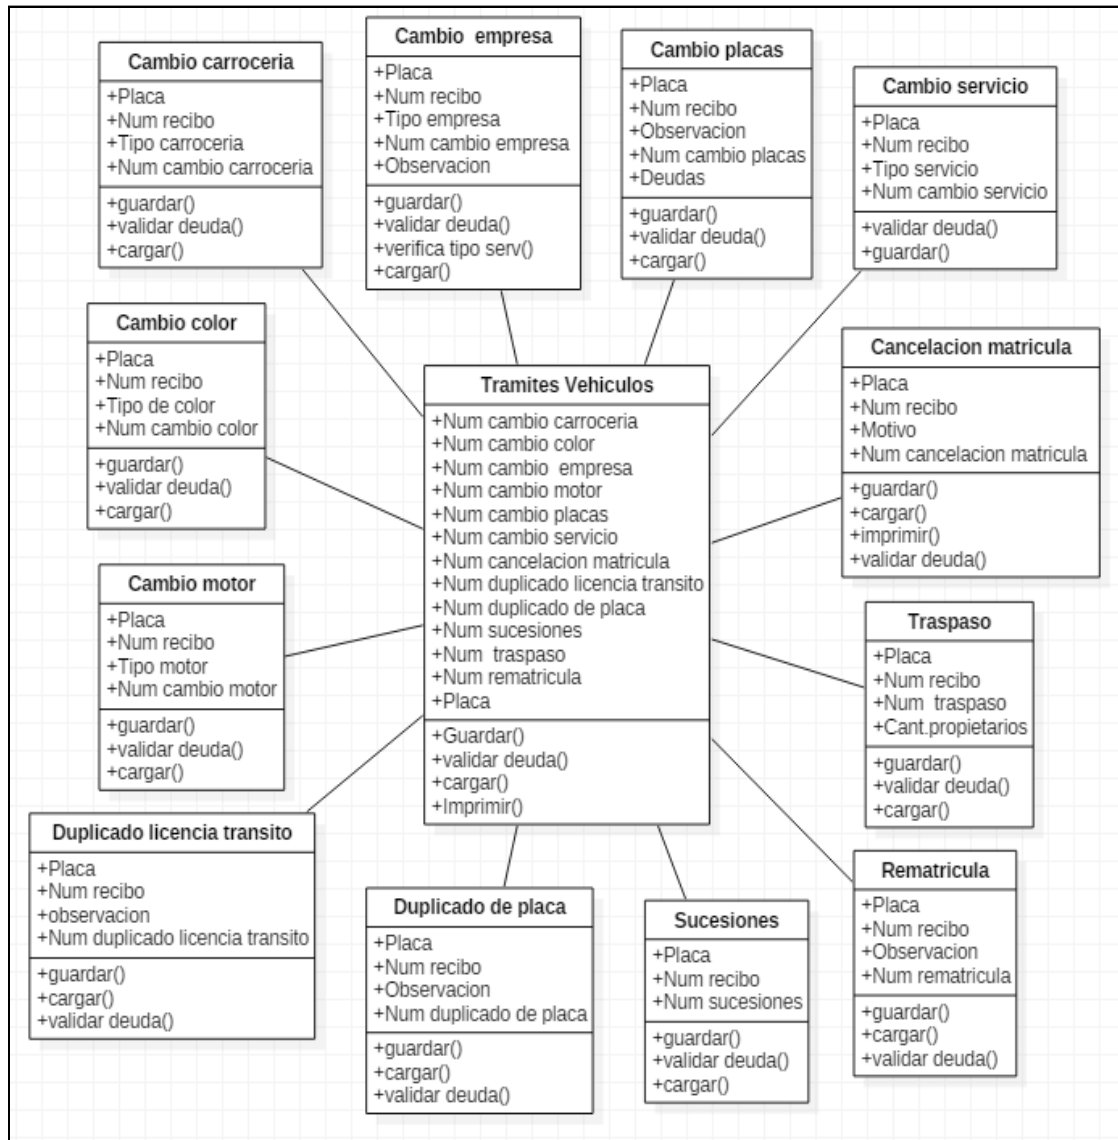 Cambio carroceria
+Placa
+Num recibo
+Tipo carroceria
+Num cambio carroceria
+guardar()
+validar deuda()
+cargar()
Cambio  empresa
+Placa
+Num recibo
+Tipo empresa
+Num cambio empresa
+Observacion
+guardar()
+validar deuda()
+verifica tipo serv()
+cargar()
Cambio placas
+Placa
+Num recibo
+Observacion
+Num cambio placas
+Deudas
+guardar()
+validar deuda()
+cargar()
Cambio servicio
+Placa
+Num recibo
+Tipo servicio
+Num cambio servicio
+validar deuda()
+guardar()
Cambio color
+Placa
+Num recibo
+Tipo de color
+Num cambio color
+guardar()
+validar deuda()
+cargar()
Tramites Vehiculos
+Num cambio carroceria
+Num cambio color
+Num cambio  empresa
+Num cambio motor
+Num cambio placas
+Num cambio servicio
+Num cancelacion matricula
+Num duplicado licencia transito
+Num duplicado de placa
+Num sucesiones
+Num  traspaso
+Num rematricula
+Placa
+Guardar()
+validar deuda()
+cargar()
+Imprimir()
Cancelacion matricula
+Placa
+Num recibo
+Motivo
+Num cancelacion matricula
+guardar()
+cargar()
+imprimir()
+validar deuda()
Cambio motor
+Placa
+Num recibo
+Tipo motor
+Num cambio motor
+guardar()
+validar deuda()
+cargar()
Traspaso
+Placa
+Num recibo
+Num  traspaso
+Cant.propietarios
+guardar()
+validar deuda()
+cargar()
Duplicado licencia transito
+Placa
+Num recibo
+observacion
+Num duplicado licencia transito
+guardar()
+cargar()
+validar deuda()
Duplicado de placa
+Placa
+Num recibo
+Observacion
+Num duplicado de placa
+guardar()
+cargar()
+validar deuda()
Sucesiones
+Placa
+Num recibo
+Num sucesiones
+guardar()
+validar deuda()
+cargar()
Rematricula
+Placa
+Num recibo
+Observacion
+Num rematricula
+guardar()
+cargar()
+validar deuda()